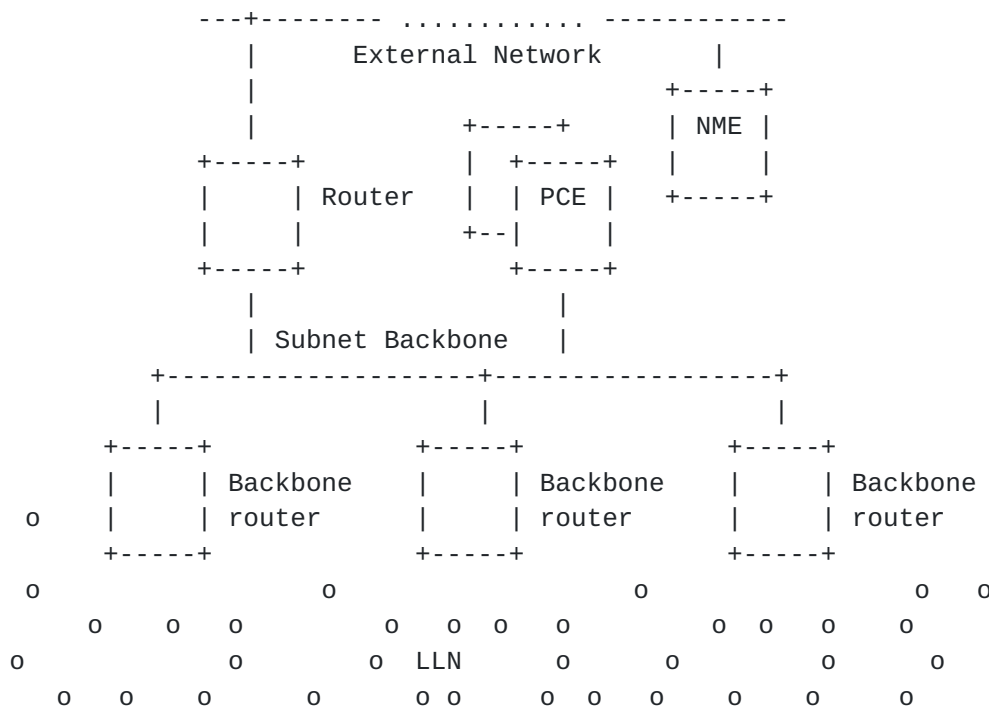 ---+-------- ............ ------------
|      External Network       |
|                          +-----+
|             +-----+      | NME |
+-----+          |  +-----+   |     |
|     | Router   |  | PCE |   +-----+
|     |          +--|     |
+-----+             +-----+
|                   |
| Subnet Backbone   |
+--------------------+------------------+
|                    |                  |
+-----+             +-----+             +-----+
|     | Backbone    |     | Backbone    |     | Backbone
o    |     | router      |     | router      |     | router
+-----+             +-----+             +-----+
o                  o                   o                 o   o
o    o   o         o   o  o   o         o  o   o    o
o             o        o  LLN      o      o         o      o
o   o    o      o      o o     o  o   o    o    o     o